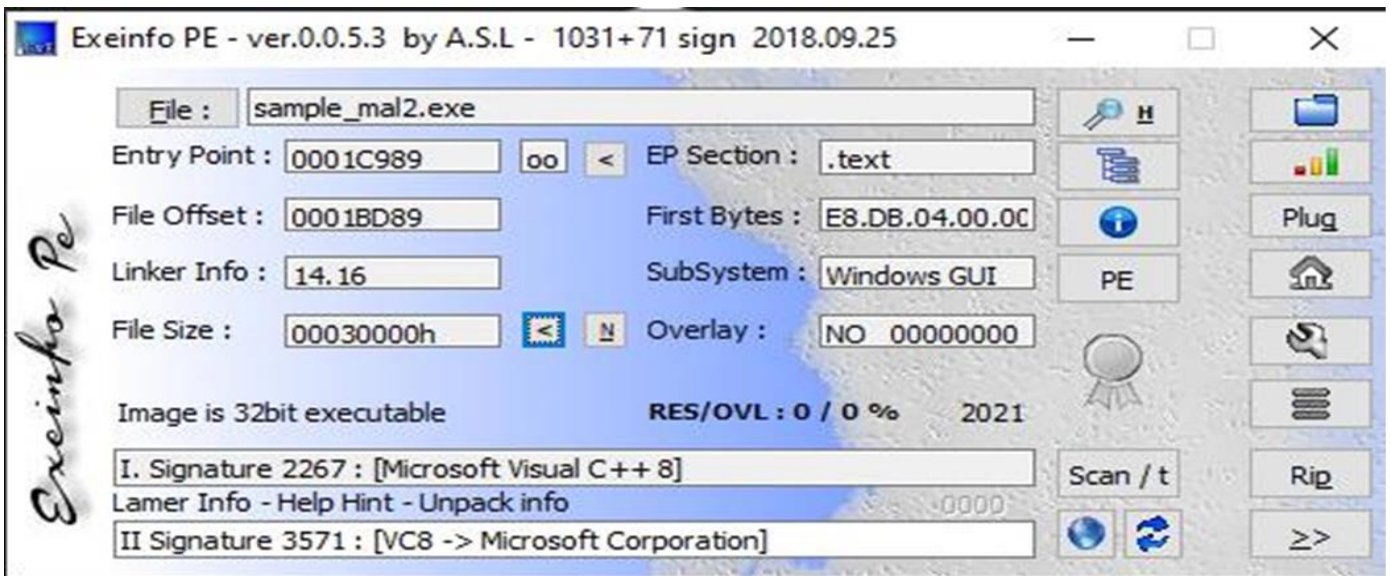 Exeinfo PE - ver.0.0.5.3 by A.S.L - 1031+71 sign 2018.09.25
File : sample_mal2.exe H
Entry Point : 0001C989 oo < EP Section : .text
File Offset : 0001BD89 First Bytes : E8.DB.04.00.00 Plug
Linker Info : 14.16 SubSystem : Windows GUI PE
File Size : 00030000h < N Overlay : NO 00000000
Image is 32bit executable RES/OVL : 0 / 0 % 2021
I. Signature 2267 : [Microsoft Visual C++ 8] Scan / t Rip
Lamer Info - Help Hint - Unpack info 0000
II Signature 3571 : [VC8 -> Microsoft Corporation] >>
Exeinfo Pe